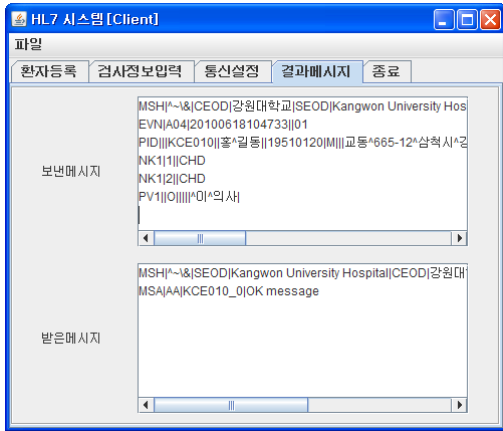 HL7 시스템 [Client]
파일
환자등록 검사정보입력 통신설정 결과메시지 종료
보낸메시지
MSH|^~\&|CEOD|강원대학교|SEOD|Kangwon University Hos
EVN|A04|20100618104733||01
PID|||KCE010||홍^길동||19510120|M|||교동^665-12^삼척시^
NK1|1||CHD
NK1|2||CHD
PV1||O|||||^이^의사|
받은메시지
MSH|^~\&|SEOD|Kangwon University Hospital|CEOD|강원대
MSA|AA|KCE010_0|OK message